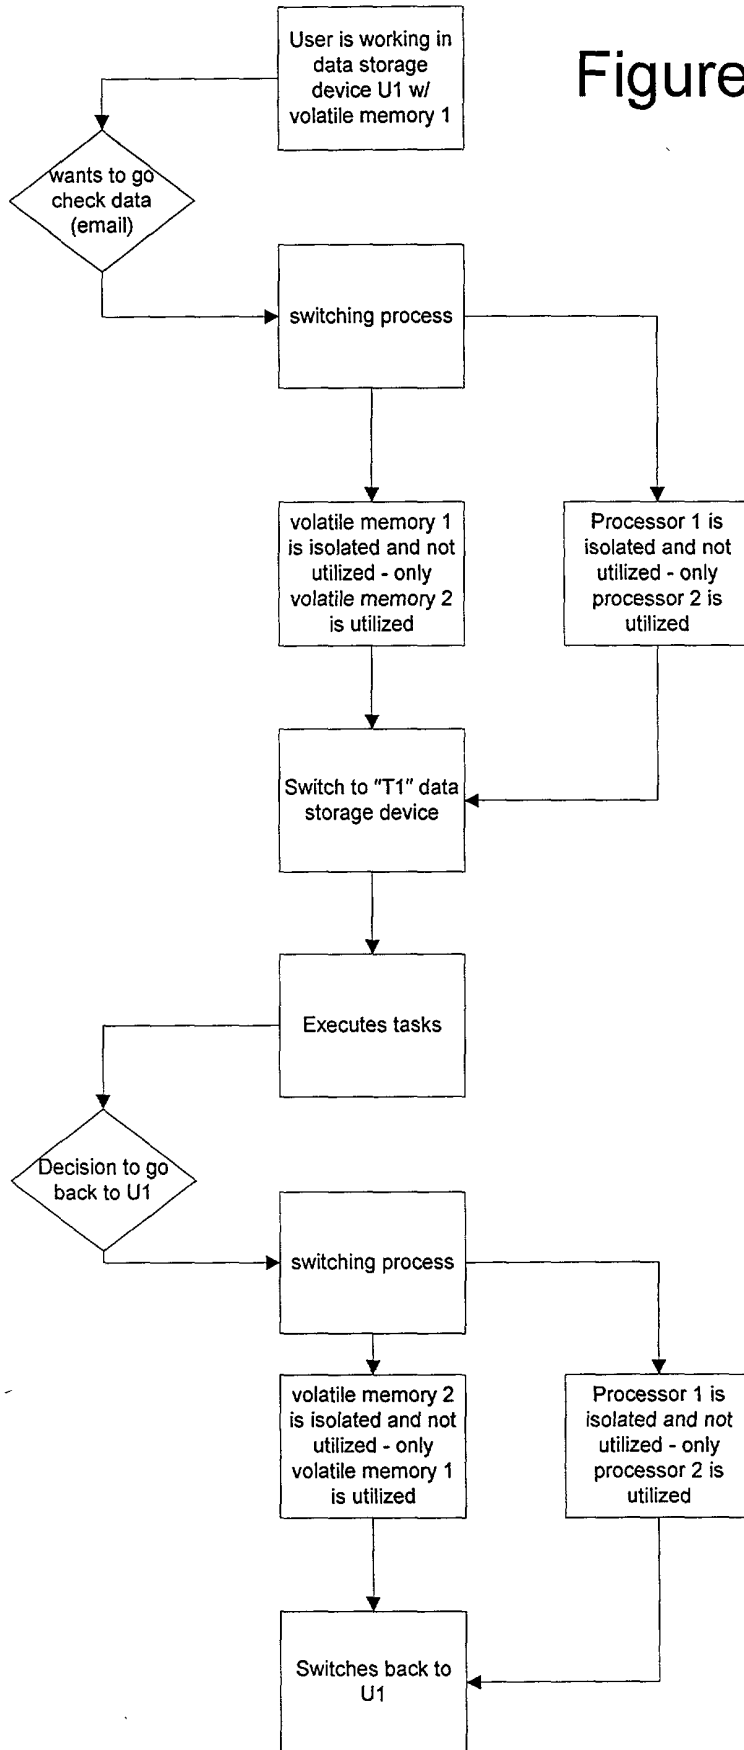 User is working in
data storage
device U1 w/
volatile memory 1
Figure
wants to go
check data
(email)
switching process
volatile memory 1
is isolated and not
utilized - only
volatile memory 2
is utilized
Processor 1 is
isolated and not
utilized - only
processor 2 is
utilized
Switch to "T1" data
storage device
Executes tasks
Decision to go
back to U1
switching process
volatile memory 2
is isolated and not
utilized - only
volatile memory 1
is utilized
Processor 1 is
isolated and not
utilized - only
processor 2 is
utilized
Switches back to
U1